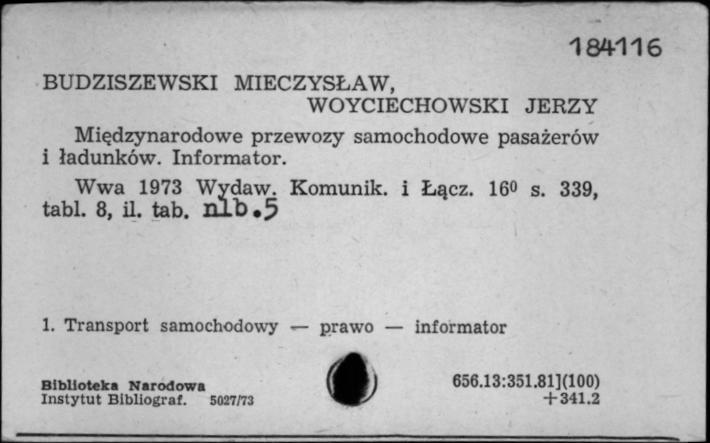 184116
BUDZISZEWSKI MIECZYSŁAW,
WOYCIECHOWSKI JERZY
Międzynarodowe przewozy samochodowe pasażerów
i ładunków. Informator.
Wwa 1973 Wydaw. Komunik. i Łącz. 16⁰ s. 339,
tabl. 8, il. tab. nlb.5
1. Transport samochodowy — prawo — informator
Biblioteka Narodowa
Instytut Bibliograf. 5027/73
656.13:351.81](100)
+341.2